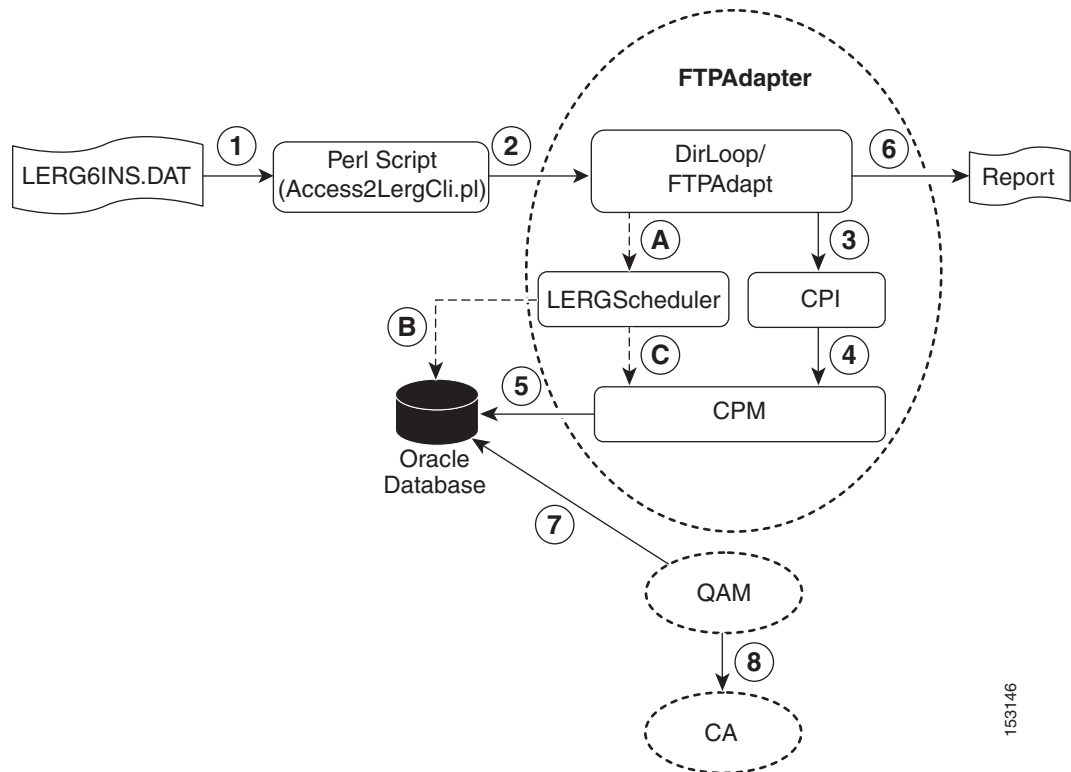 FTPAdapter
1
2
6
LERG6INS.DAT
Perl Script
(Access2LergCli.pl)
DirLoop/
FTPAdapt
Report
A
3
LERGScheduler
CPI
B
C
4
5
CPM
Oracle
Database
7
QAM
8
CA
153146